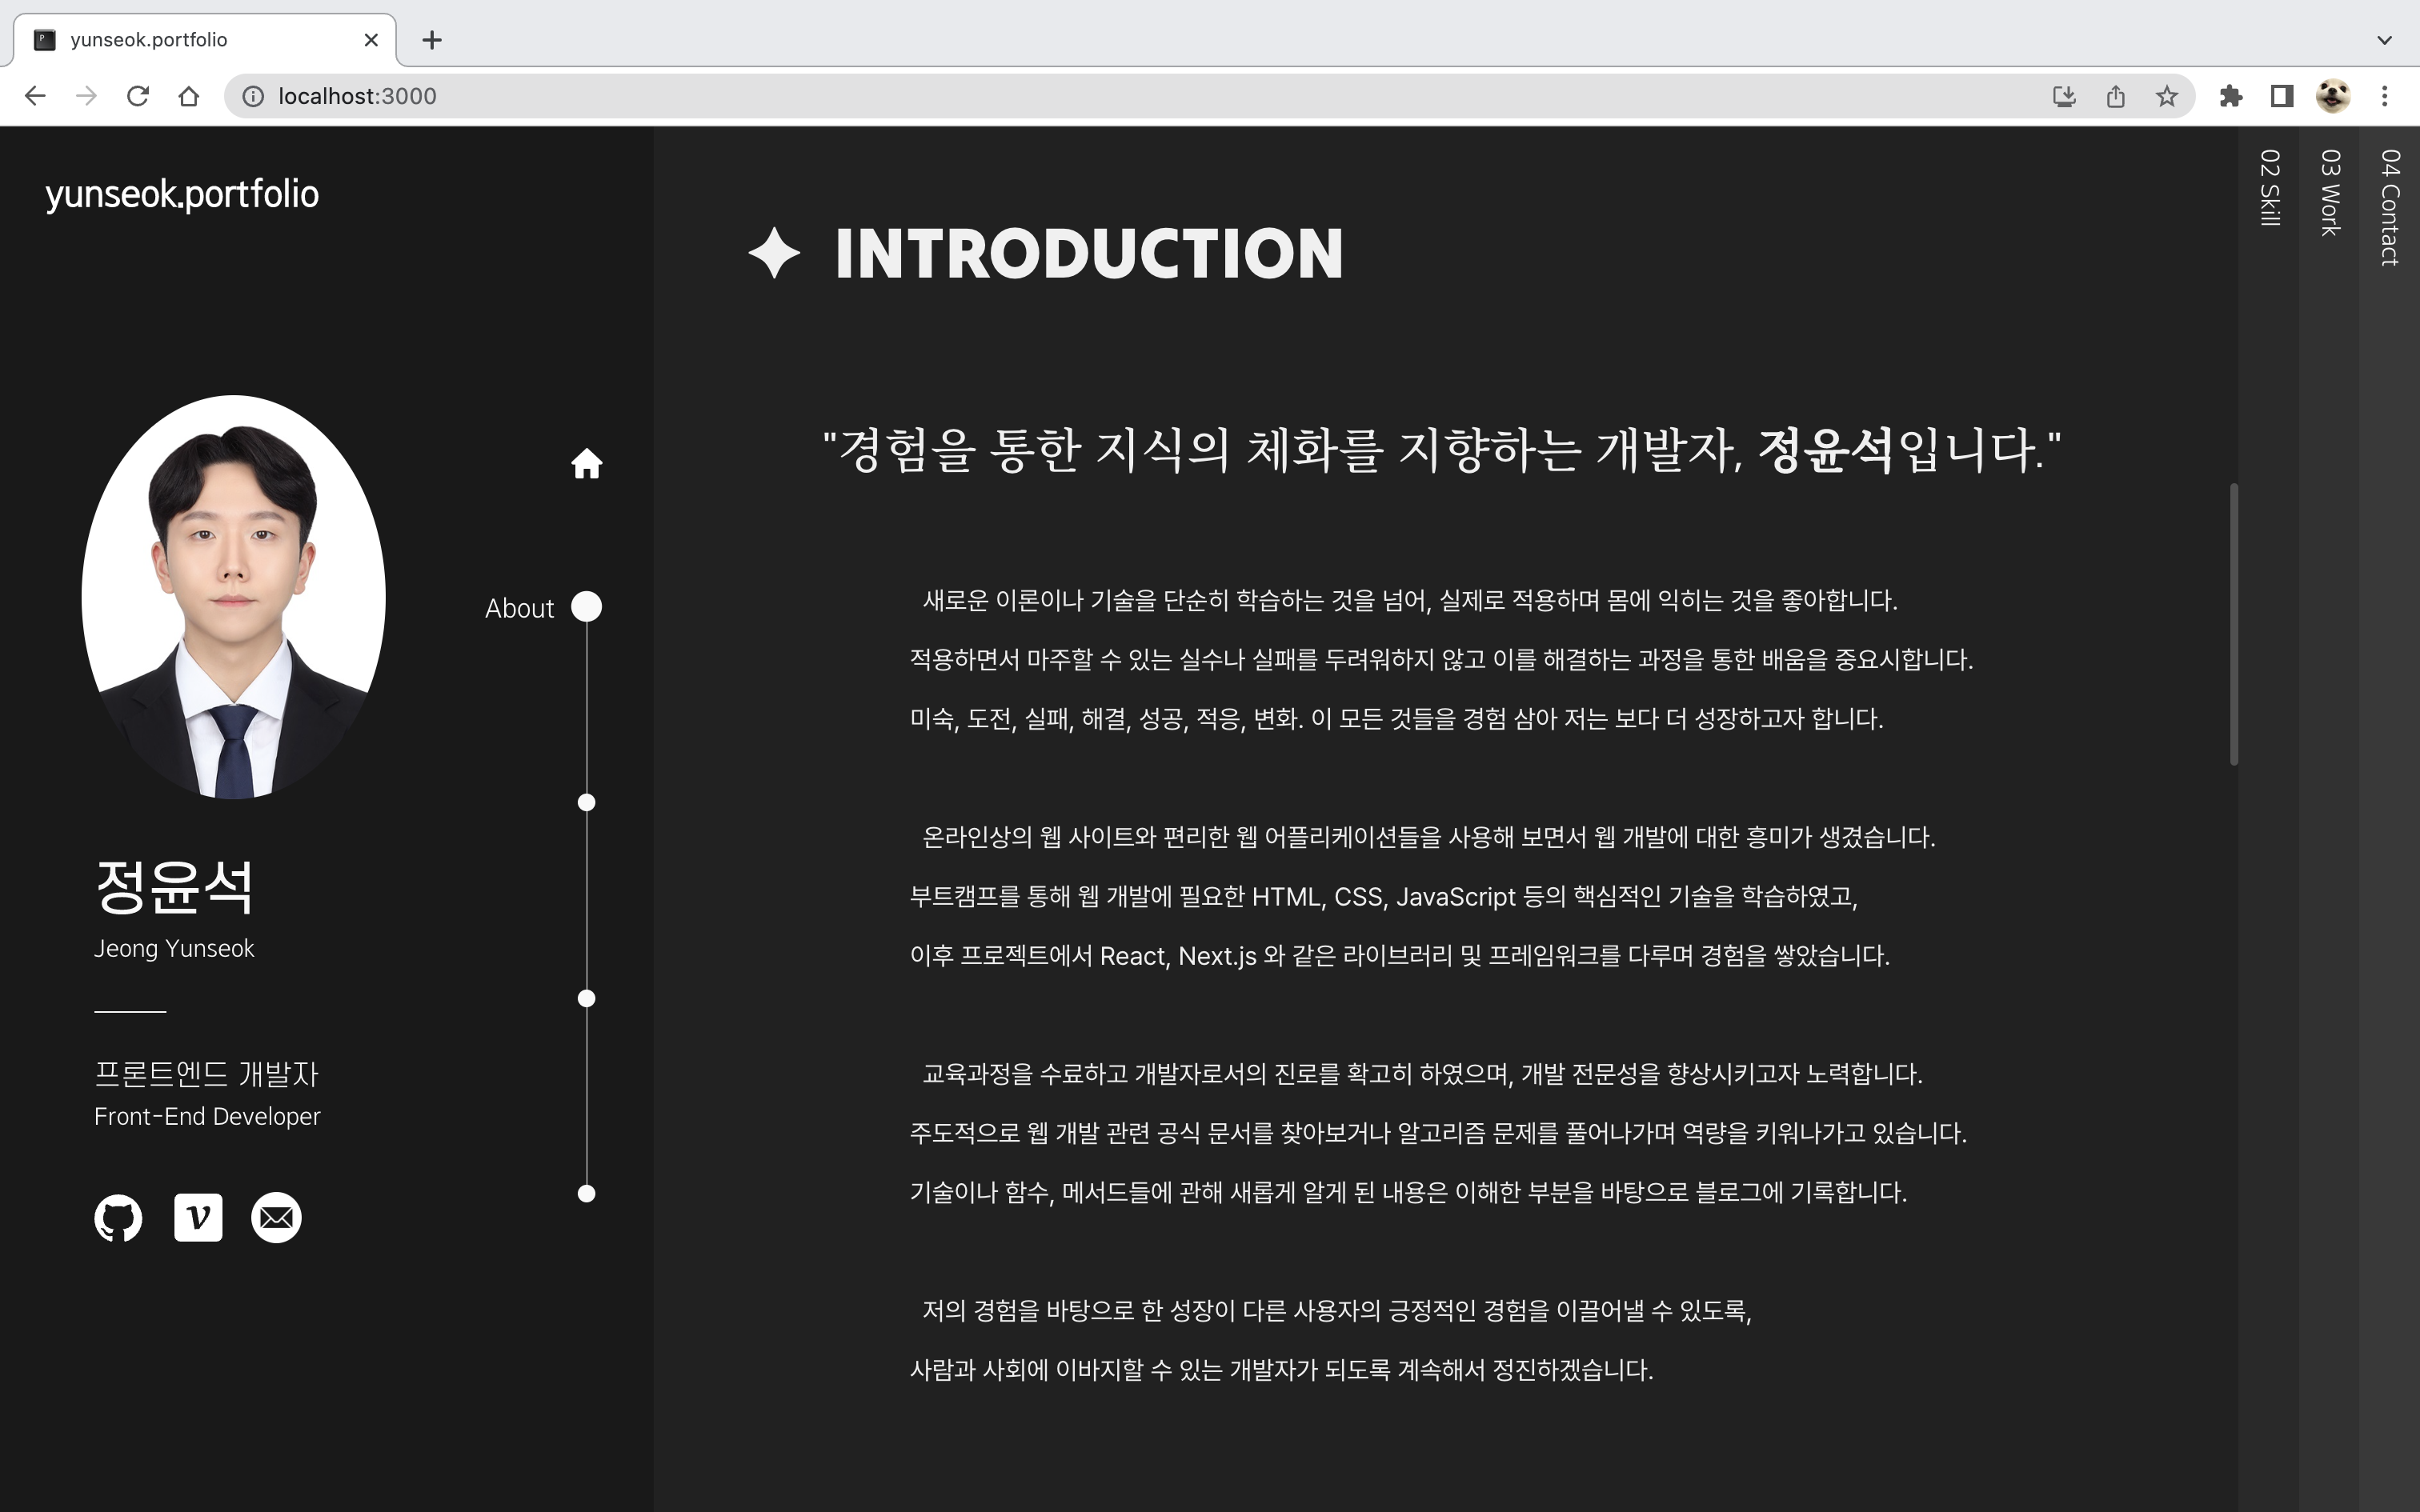 yunseok.portfolio
localhost:3000
yunseok.portfolio
정윤석
Jeong Yunseok
프론트엔드 개발자
Front-End Developer
About
INTRODUCTION
"경험을 통한 지식의 체화를 지향하는 개발자, 정윤석입니다."
새로운 이론이나 기술을 단순히 학습하는 것을 넘어, 실제로 적용하며 몸에 익히는 것을 좋아합니다.
적용하면서 마주할 수 있는 실수나 실패를 두려워하지 않고 이를 해결하는 과정을 통한 배움을 중요시합니다.
미숙, 도전, 실패, 해결, 성공, 적응, 변화. 이 모든 것들을 경험 삼아 저는 보다 더 성장하고자 합니다.
온라인상의 웹 사이트와 편리한 웹 어플리케이션들을 사용해 보면서 웹 개발에 대한 흥미가 생겼습니다.
부트캠프를 통해 웹 개발에 필요한 HTML, CSS, JavaScript 등의 핵심적인 기술을 학습하였고,
이후 프로젝트에서 React, Next.js 와 같은 라이브러리 및 프레임워크를 다루며 경험을 쌓았습니다.
교육과정을 수료하고 개발자로서의 진로를 확고히 하였으며, 개발 전문성을 향상시키고자 노력합니다.
주도적으로 웹 개발 관련 공식 문서를 찾아보거나 알고리즘 문제를 풀어나가며 역량을 키워나가고 있습니다.
기술이나 함수, 메서드들에 관해 새롭게 알게 된 내용은 이해한 부분을 바탕으로 블로그에 기록합니다.
저의 경험을 바탕으로 한 성장이 다른 사용자의 긍정적인 경험을 이끌어낼 수 있도록,
사람과 사회에 이바지할 수 있는 개발자가 되도록 계속해서 정진하겠습니다.
02 Skill
03 Work
04 Contact